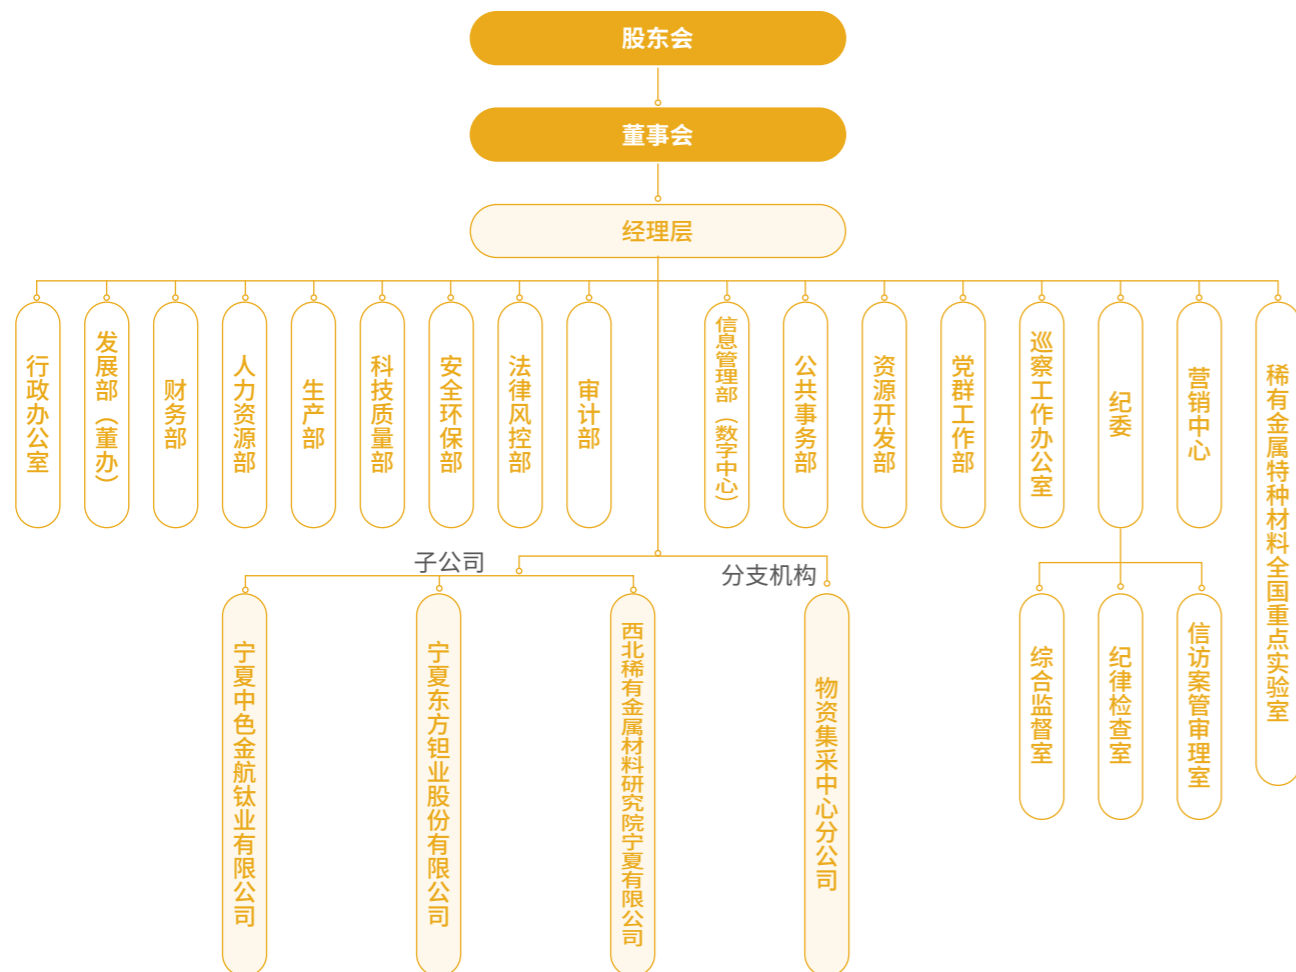 股东会
董事会
经理层
行政办公室
发展部（董办）
财务部
人力资源部
生产部
科技质量部
安全环保部
法律风控部
审计部
信息管理部（数字中心）
公共事务部
资源开发部
党群工作部
巡察工作办公室
纪委
营销中心
稀有金属特种材料全国重点实验室
子公司
分支机构
宁夏中色金航钛业有限公司
宁夏东方钽业股份有限公司
西北稀有金属材料研究院宁夏有限公司
物资集采中心分公司
综合监督室
纪律检查室
信访案管审理室